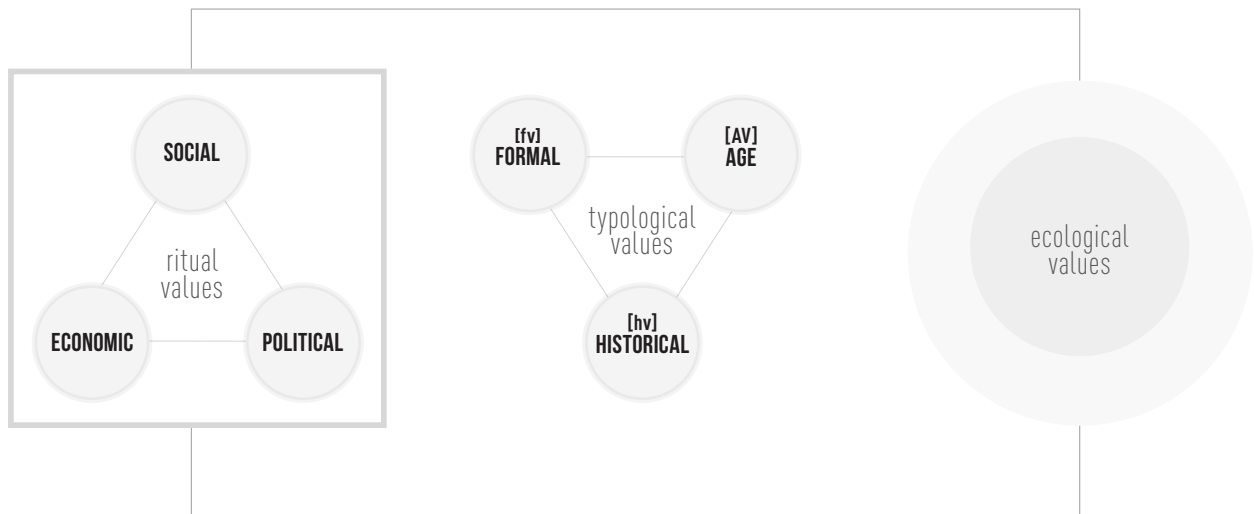 SOCIAL
ECONOMIC
POLITICAL
ritual
values
[fv]
FORMAL
[AV]
AGE
typological
values
[hv]
HISTORICAL
ecological
values